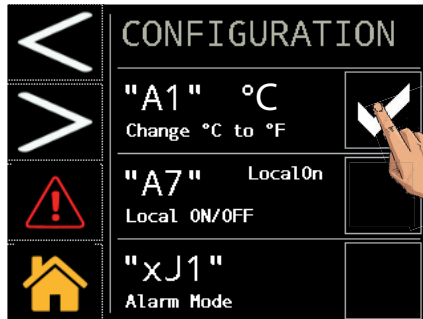 CONFIGURATION
"A1" °C
Change °C to °F
"A7" LocalOn
Local ON/OFF
"xJ1"
Alarm Mode